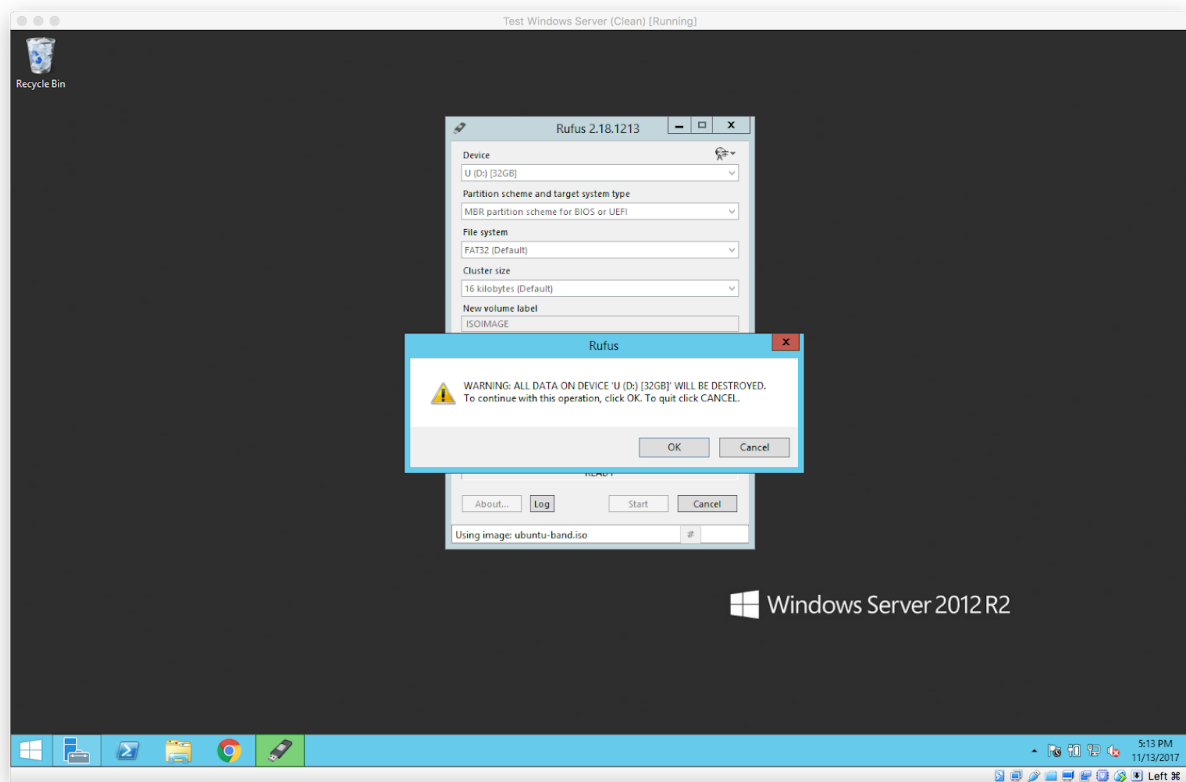 Test Windows Server (Clean) [Running]
Recycle Bin
Rufus 2.18.1213
Device
U (D:) [32GB]
Partition scheme and target system type
MBR partition scheme for BIOS or UEFI
File system
FAT32 (Default)
Cluster size
16 kilobytes (Default)
New volume label
ISOIMAGE
Rufus
WARNING: ALL DATA ON DEVICE 'U (D:) [32GB]' WILL BE DESTROYED.
To continue with this operation, click OK. To quit click CANCEL.
OK Cancel
READY
About... Log Start Cancel
Using image: ubuntu-band.iso #
Windows Server 2012 R2
5:13 PM
11/13/2017
Left ⌘